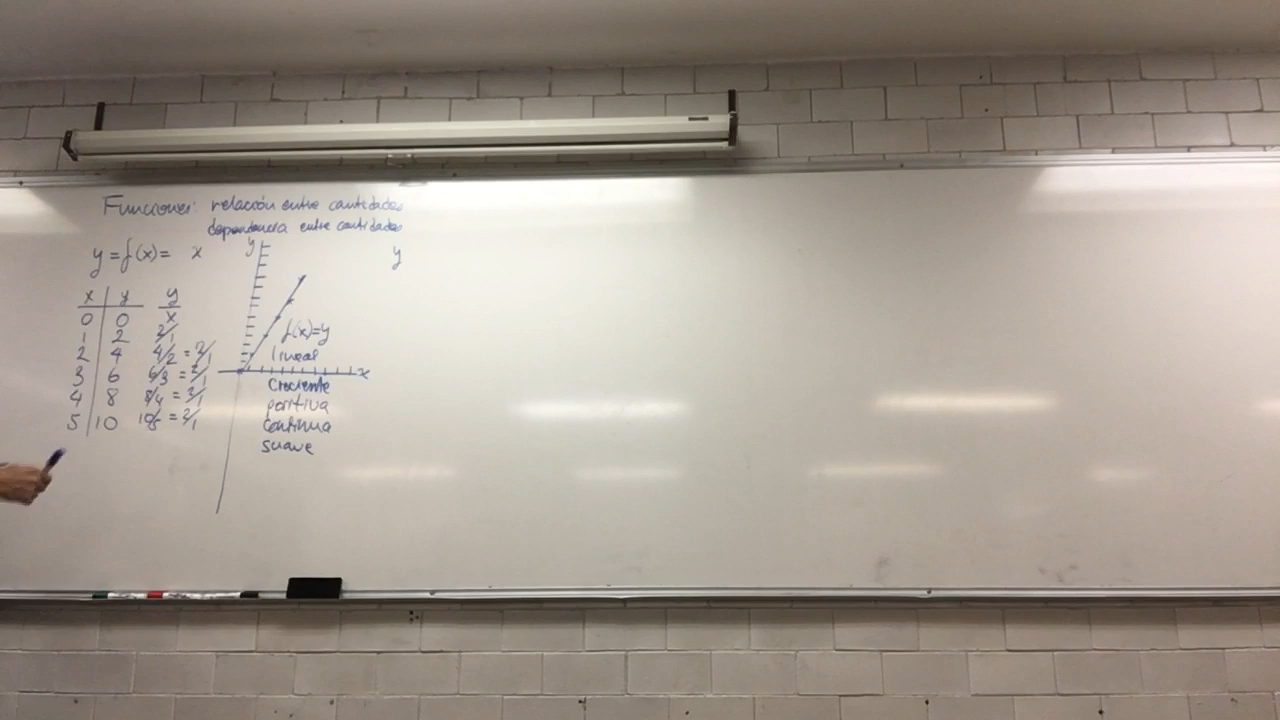 Funciones: relación entre cantidades
dependencia entre cantidades
y = f(x) = x
y
y
x y y/x
0 0
1 2 2/1
2 4 4/2 = 2/1
3 6 6/3 = 2/1
4 8 8/4 = 2/1
5 10 10/5 = 2/1
f(x)=y
lineal
x
Creciente
positiva
continua
suave